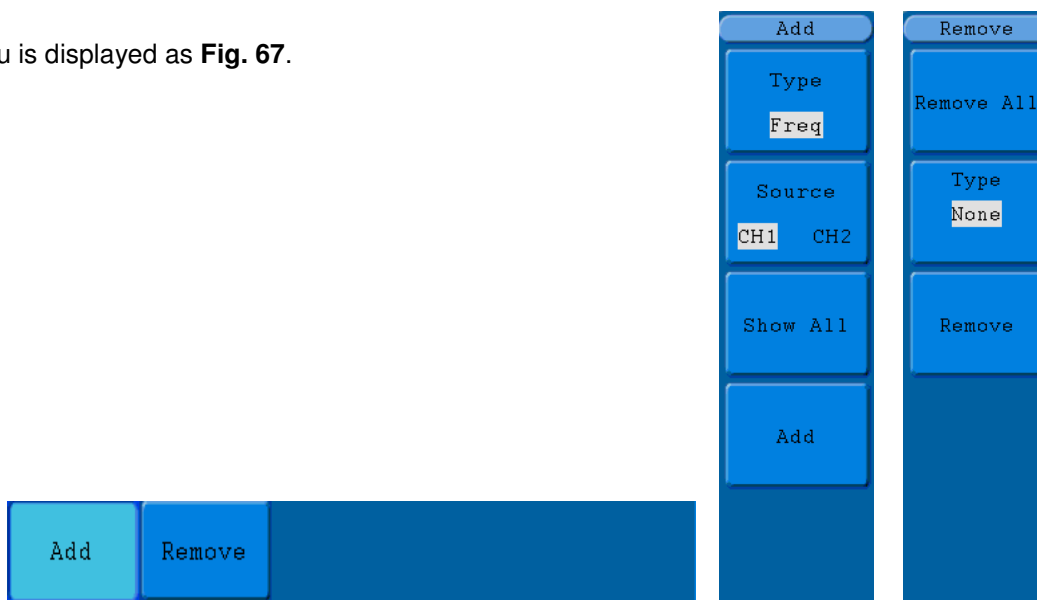 u is displayed as Fig. 67.
Add
Type
Freq
Source
CH1 CH2
Show All
Add
Remove
Remove All
Type
None
Remove
Add Remove